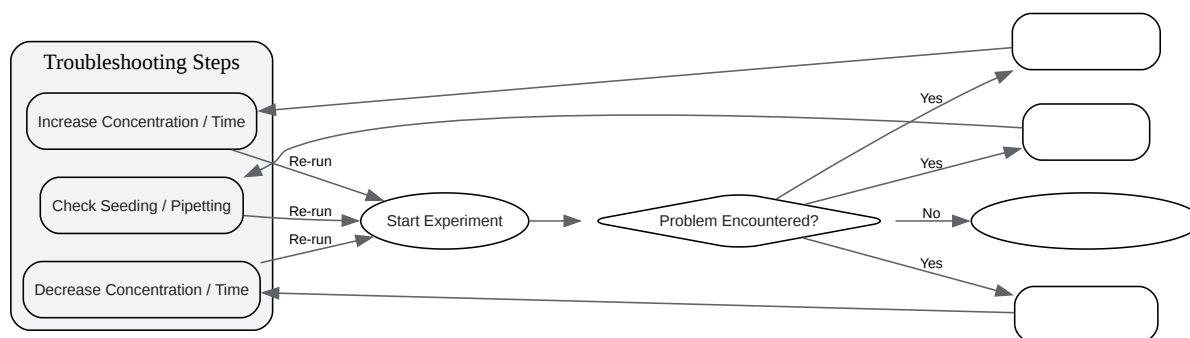 Troubleshooting Steps
Increase Concentration / Time
Check Seeding / Pipetting
Decrease Concentration / Time
Re-run
Re-run
Re-run
Start Experiment
Problem Encountered?
Yes
Yes
No
Yes